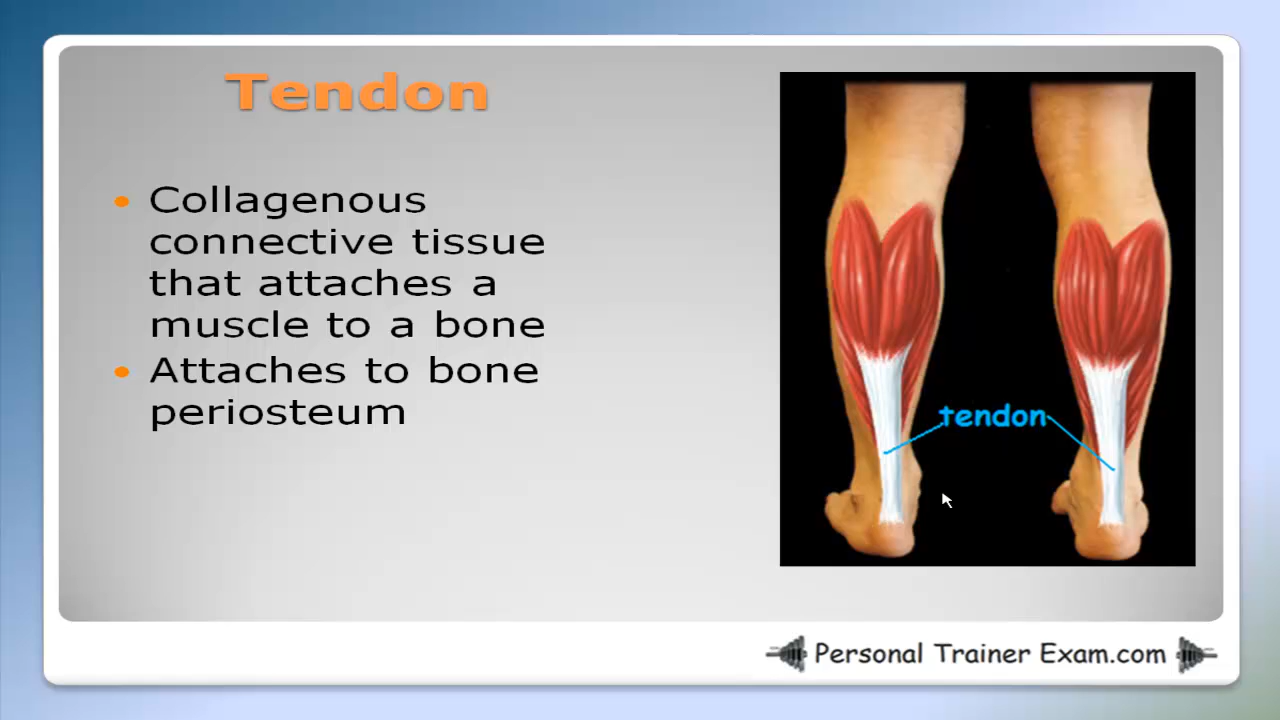 Tendon
• Collagenous
connective tissue
that attaches a
muscle to a bone
• Attaches to bone
periosteum
tendon
Personal Trainer Exam.com